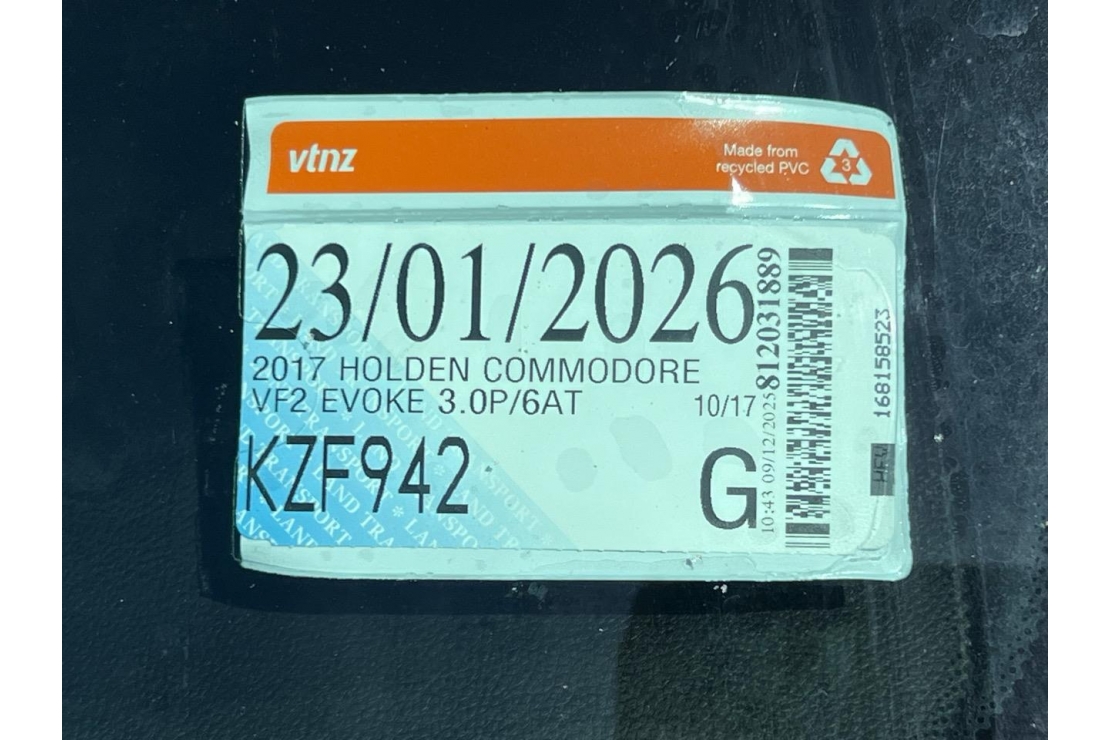 vtnz
Made from
recycled PVC
3
23/01/2026
2017 HOLDEN COMMODORE
VF2 EVOKE 3.0P/6AT 10/17
KZF942
G
10:43 09/12/2025 812031889
168158523